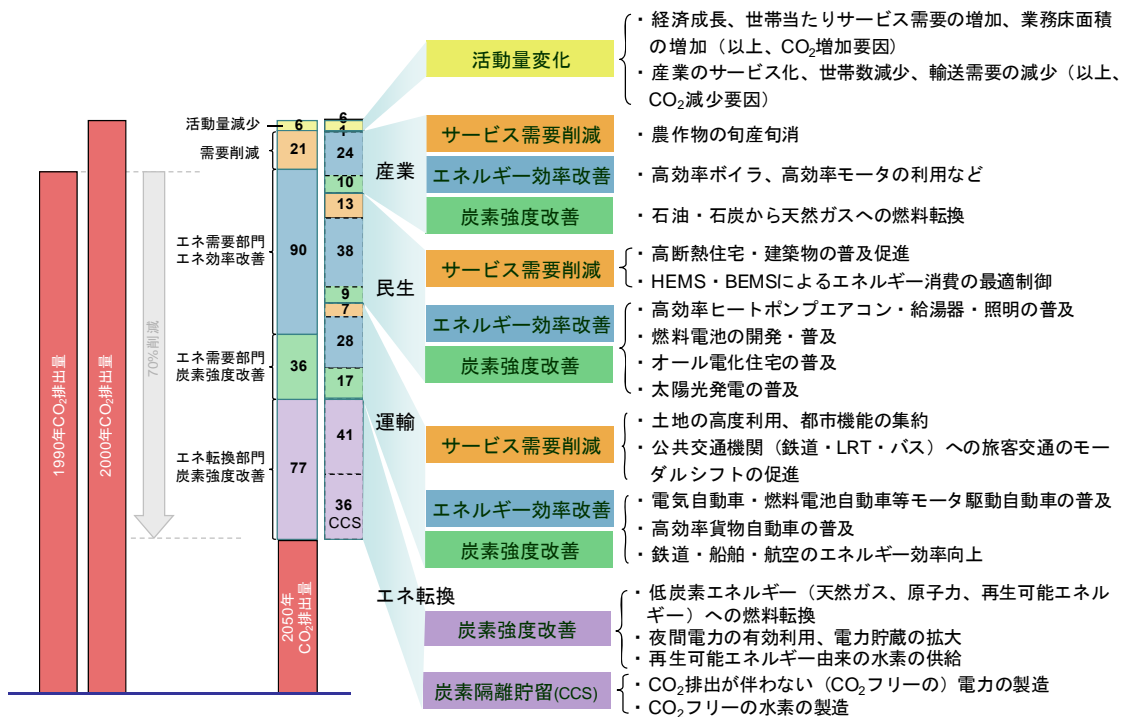 1990年CO2排出量
2000年CO2排出量
70%削減
活動量減少
需要削減
エネ需要部門
エネ効率改善
エネ需要部門
炭素強度改善
エネ転換部門
炭素強度改善
6
21
90
36
77
2050年
CO2排出量
6
1
24
10
13
38
9
7
28
17
41
36
CCS
活動量変化
・経済成長、世帯当たりサービス需要の増加、業務床面積
の増加（以上、CO2増加要因）
・産業のサービス化、世帯数減少、輸送需要の減少（以上、
CO2減少要因）
産業
サービス需要削減
・農作物の旬産旬消
エネルギー効率改善
・高効率ボイラ、高効率モータの利用など
炭素強度改善
・石油・石炭から天然ガスへの燃料転換
民生
サービス需要削減
・高断熱住宅・建築物の普及促進
・HEMS・BEMSによるエネルギー消費の最適制御
エネルギー効率改善
炭素強度改善
・高効率ヒートポンプエアコン・給湯器・照明の普及
・燃料電池の開発・普及
・オール電化住宅の普及
・太陽光発電の普及
運輸
サービス需要削減
・土地の高度利用、都市機能の集約
・公共交通機関（鉄道・LRT・バス）への旅客交通のモー
ダルシフトの促進
エネルギー効率改善
炭素強度改善
・電気自動車・燃料電池自動車等モータ駆動自動車の普及
・高効率貨物自動車の普及
・鉄道・船舶・航空のエネルギー効率向上
エネ転換
炭素強度改善
・低炭素エネルギー（天然ガス、原子力、再生可能エネル
ギー）への燃料転換
・夜間電力の有効利用、電力貯蔵の拡大
・再生可能エネルギー由来の水素の供給
炭素隔離貯留(CCS)
・CO2排出が伴わない（CO2フリーの）電力の製造
・CO2フリーの水素の製造